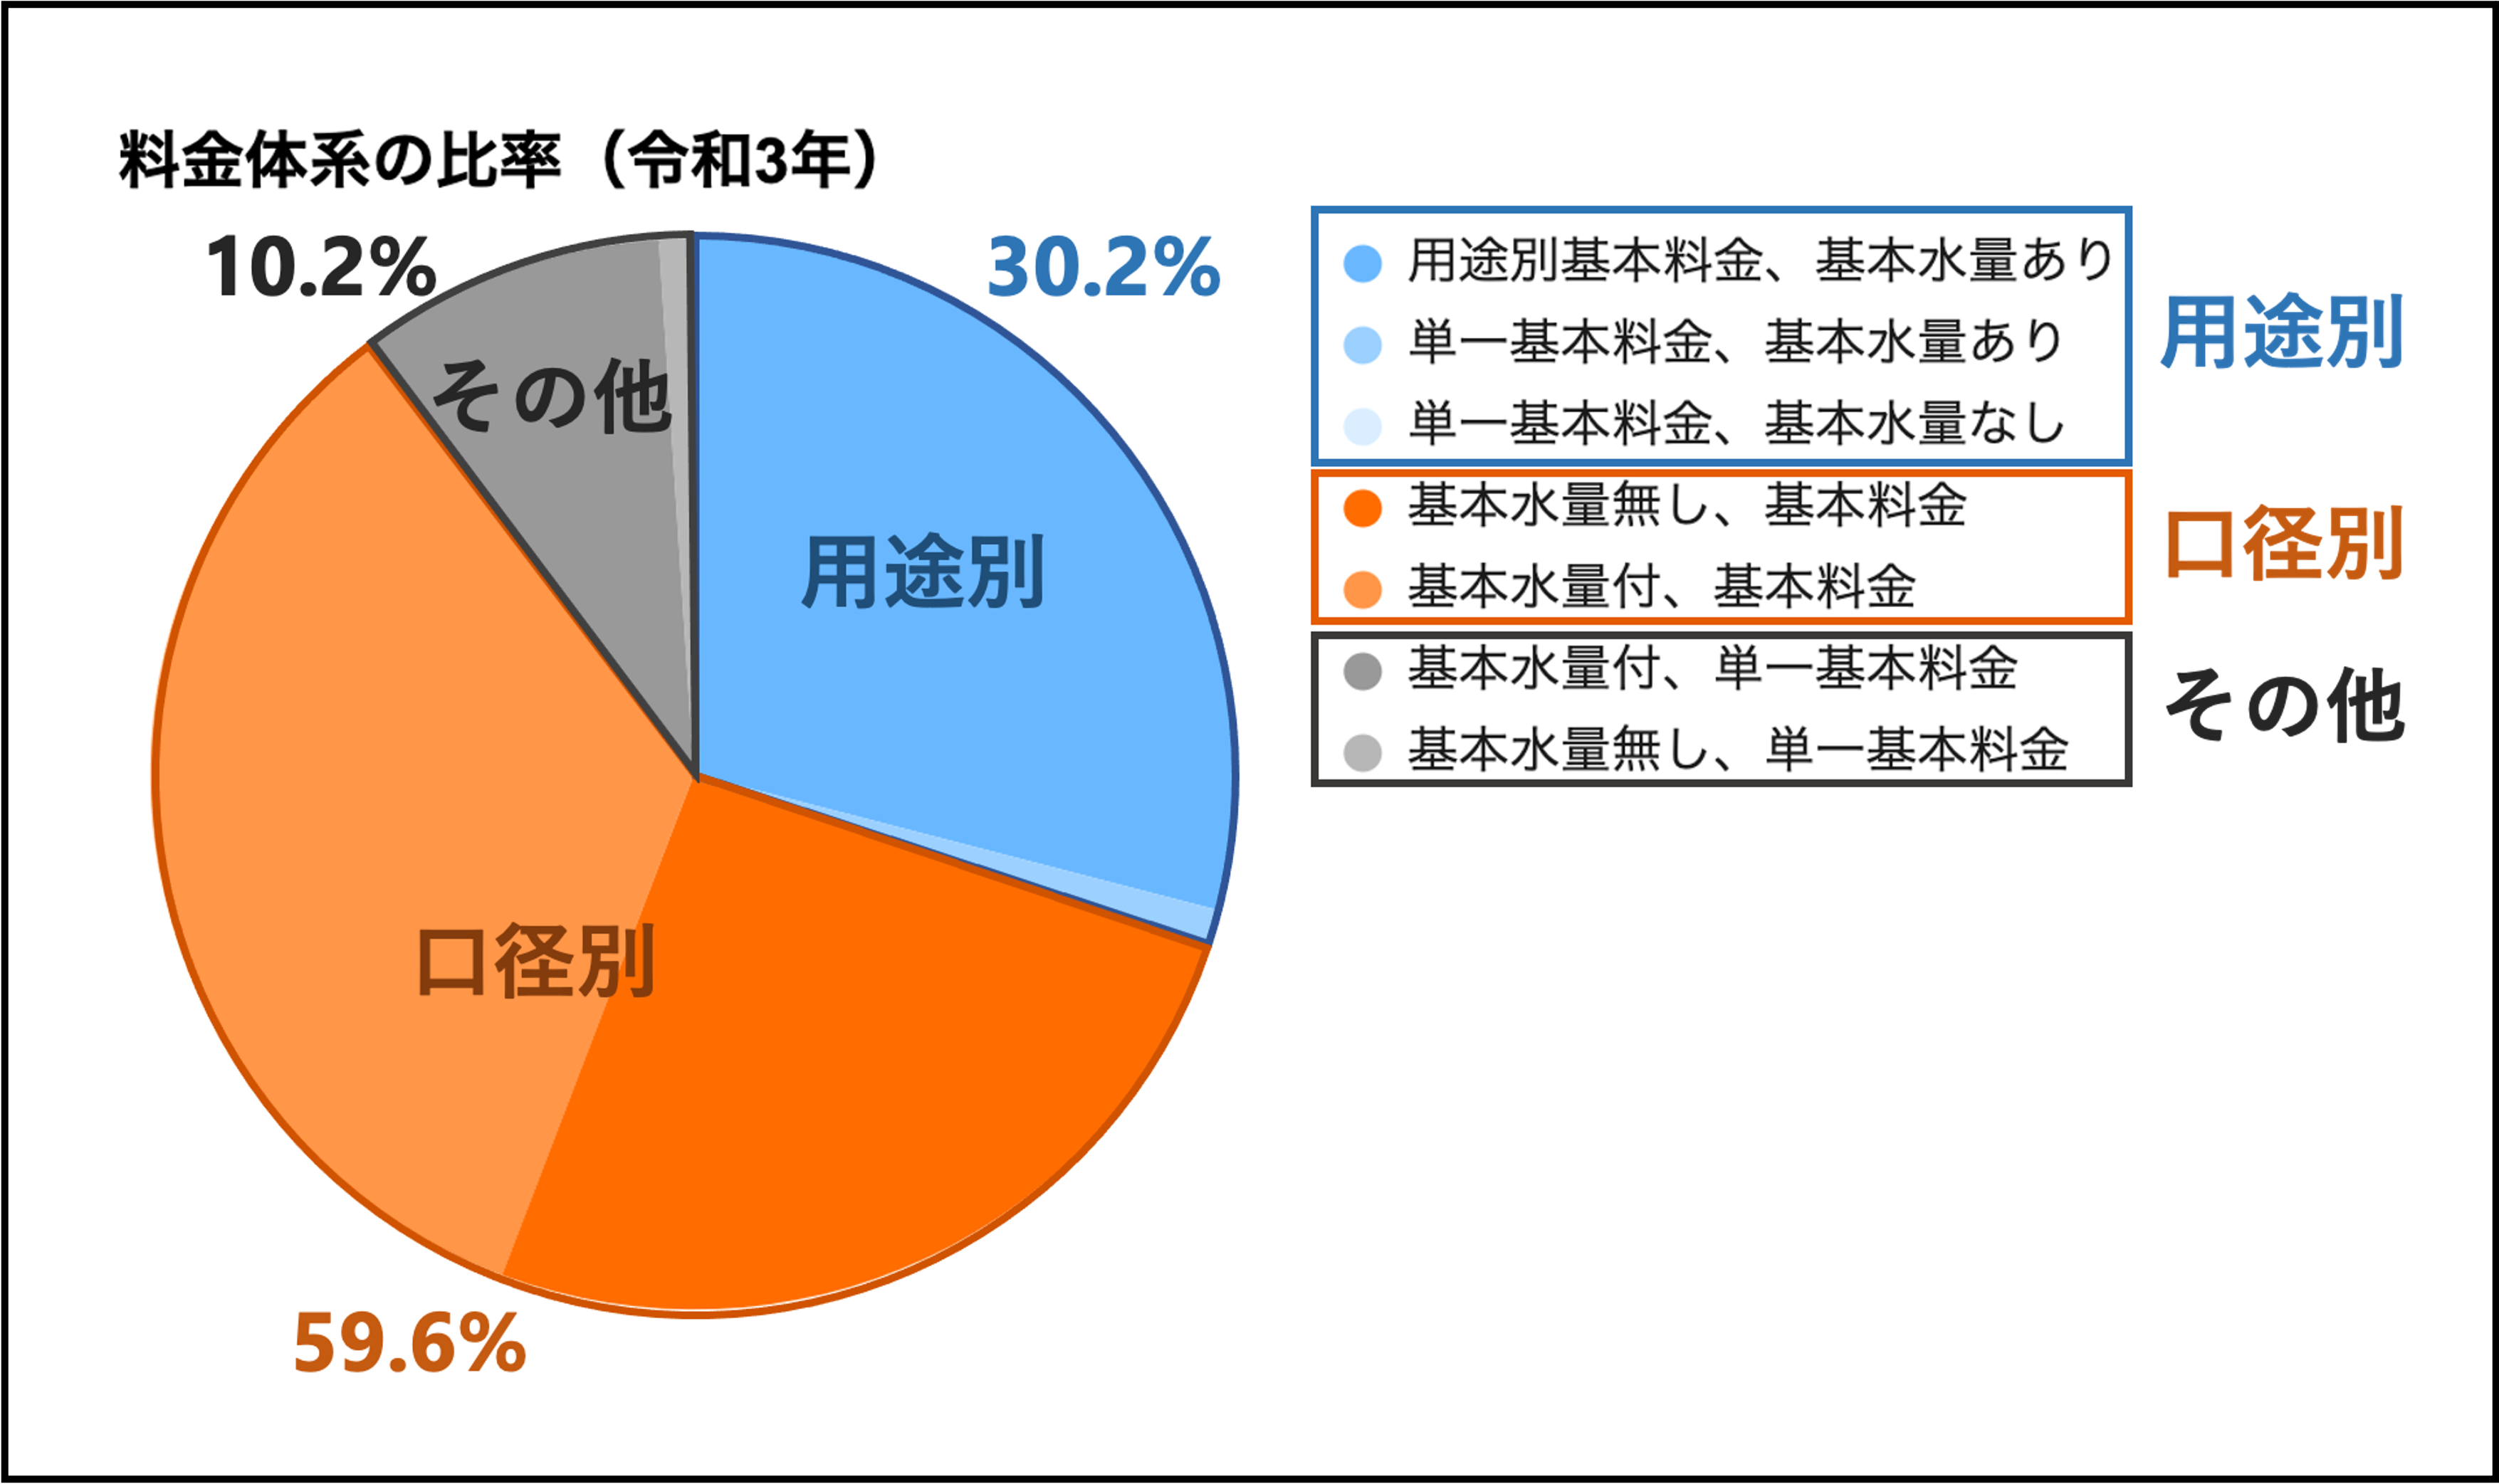 料金体系の比率（令和3年）
10.2%
30.2%
その他
用途別
口径別
59.6%
用途別基本料金、基本水量あり
単一基本料金、基本水量あり
単一基本料金、基本水量なし
用途別
基本水量無し、基本料金
基本水量付、基本料金
口径別
基本水量付、単一基本料金
基本水量無し、単一基本料金
その他